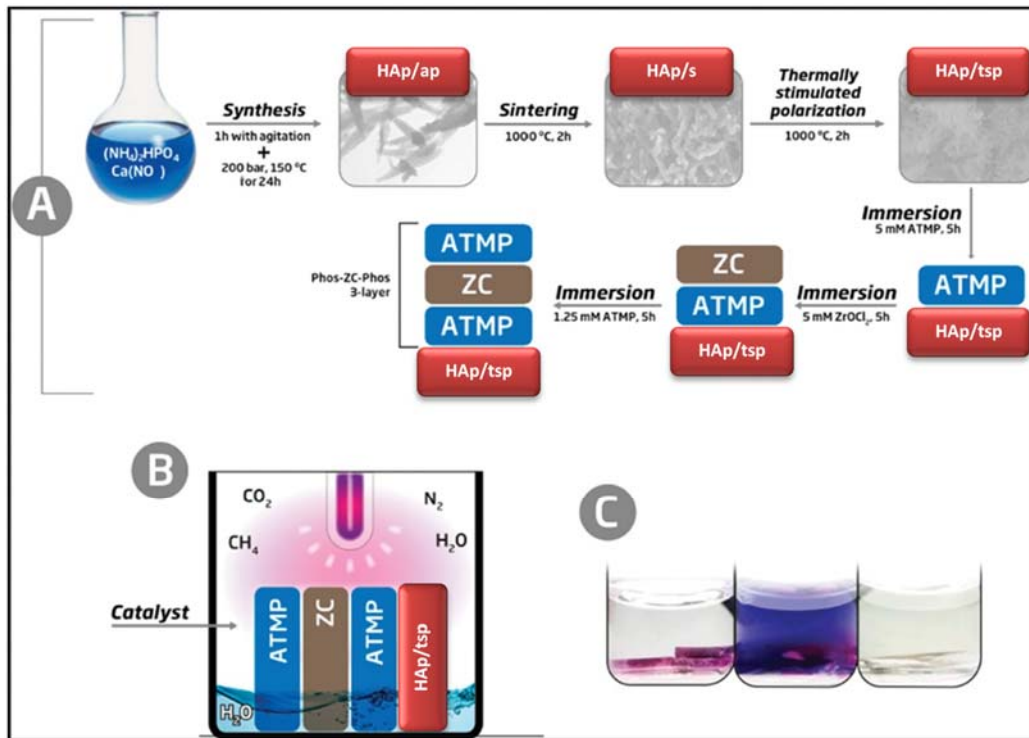 A
(NH₄)₂HPO₄
Ca(NO )
Synthesis
1h with agitation
+
200 bar, 150 ºC
for 24h
HAp/ap
Sintering
1000 ºC, 2h
HAp/s
Thermally
stimulated
polarization
1000 ºC, 2h
HAp/tsp
Immersion
5 mM ATMP, 5h
ATMP
HAp/tsp
Immersion
5 mM ZrOCl₂, 5h
ZC
ATMP
HAp/tsp
Immersion
1.25 mM ATMP, 5h
Phos-ZC-Phos
3-layer
ATMP
ZC
ATMP
HAp/tsp
B
CO₂
N₂
CH₄
H₂O
Catalyst
ATMP
ZC
ATMP
HAp/tsp
H₂O
C